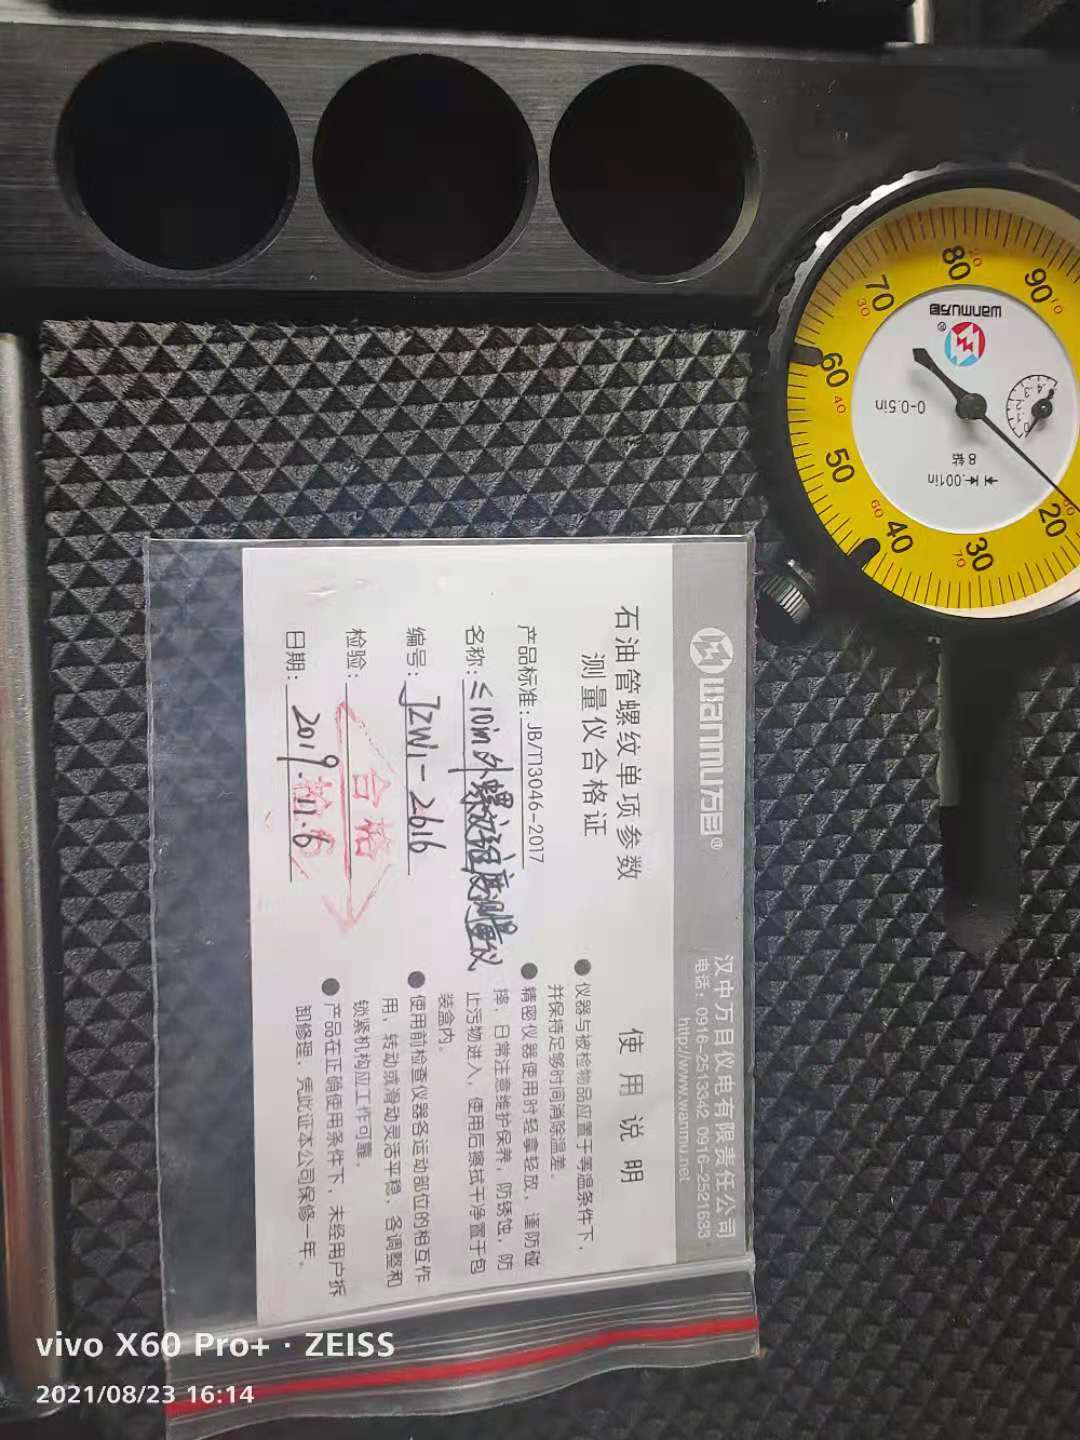 wanmu万目®
汉中万目仪电有限责任公司
电话：0916-2513342 0916-2521633
http://www.wanmu.net
石油管螺纹单项参数
测量仪合格证
产品标准：JB/T13046-2017
名称：≤10in外螺纹锥度测量仪
编号：JZW1-2616
检验：
合格
日期：2019.11.6
使用说明
●仪器与被检物品应置于等温条件下，
并保持足够时间消除温差。
●精密仪器使用时轻拿轻放，谨防碰
摔，日常注意维护保养，防锈蚀，防
止污物进入，使用后擦拭干净置于包
装盒内。
●使用前检查仪器各运动部位的相互作
用，转动或滑动灵活平稳，各调整和
锁紧机构应工作可靠。
●产品在正确使用条件下，未经用户拆
卸修理，凭此证本公司保修一年。
wanmu万目
®
0-0.5in
8钻
.001in
90
80
70
60
50
40
30
20
10
30
40
60
70
vivo X60 Pro+ · ZEISS
2021/08/23 16:14